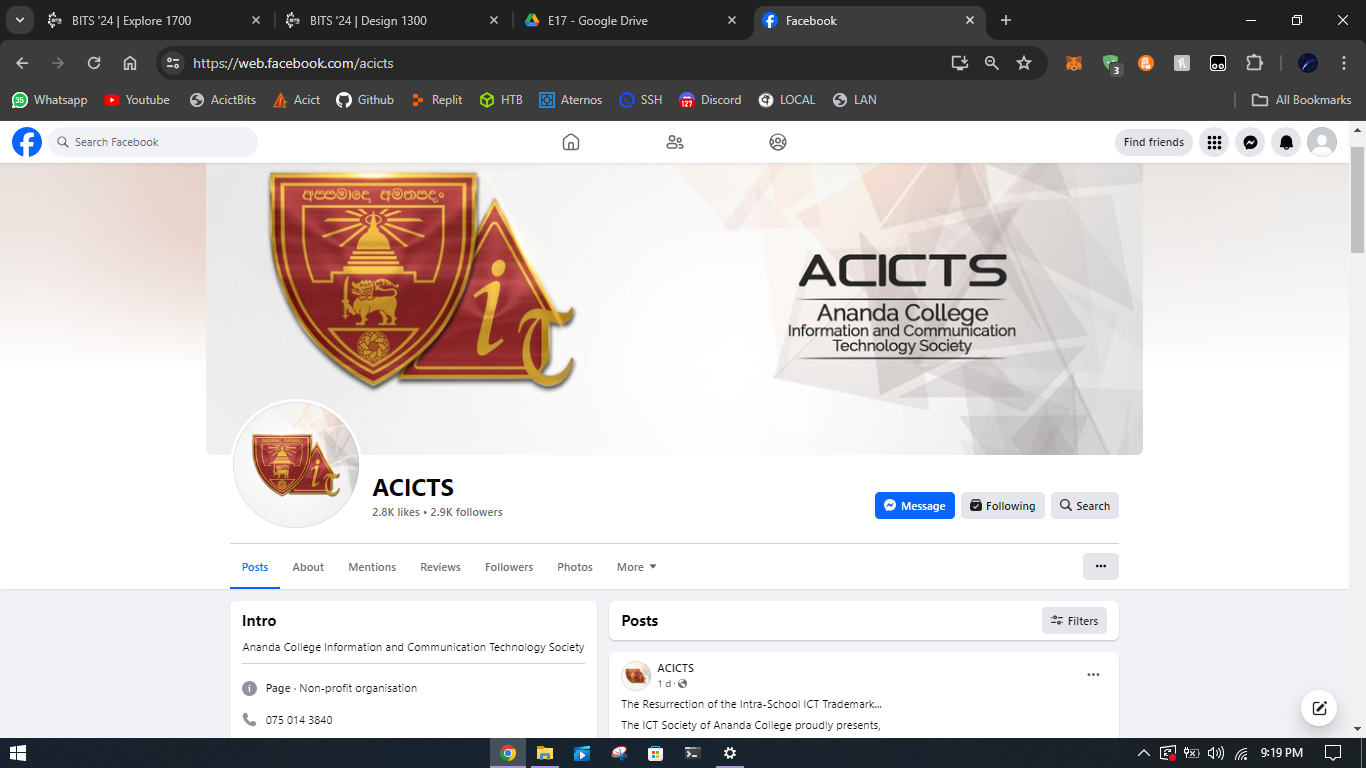 BITS '24 | Explore 1700
BITS '24 | Design 1300
E17 - Google Drive
Facebook
https://web.facebook.com/acicts
3
35
Whatsapp
Youtube
AcictBits
Acict
Github
Replit
HTB
Aternos
SSH
127
Discord
LOCAL
LAN
All Bookmarks
Search Facebook
Find friends
අප්පමාදො අමතපදං
iT
ACICTS
Ananda College
Information and Communication
Technology Society
iT
ACICTS
2.8K likes • 2.9K followers
Message
Following
Search
Posts
About
Mentions
Reviews
Followers
Photos
More
Intro
Ananda College Information and Communication Technology Society
Page · Non-profit organisation
075 014 3840
Posts
Filters
ACICTS
1 d ·
The Resurrection of the Intra-School ICT Trademark...
The ICT Society of Ananda College proudly presents,
9:19 PM